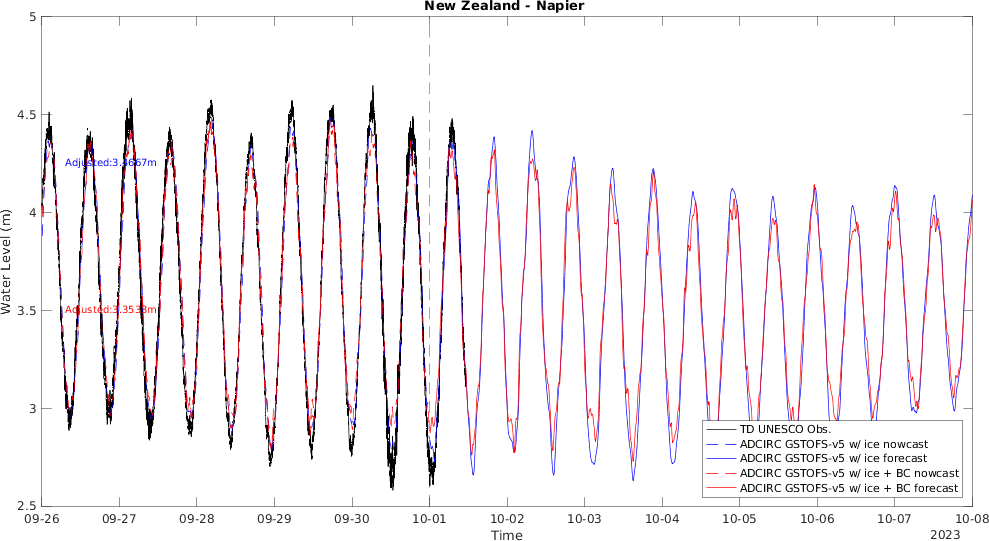 New Zealand - Napier
5
4.5
4
3.5
3
2.5
Water Level (m)
Adjusted:3.4667m
Adjusted:3.3533m
TD UNESCO Obs.
ADCIRC GSTOFS-v5 w/ ice nowcast
ADCIRC GSTOFS-v5 w/ ice forecast
ADCIRC GSTOFS-v5 w/ ice + BC nowcast
ADCIRC GSTOFS-v5 w/ ice + BC forecast
09-26 09-27 09-28 09-29 09-30 10-01 10-02 10-03 10-04 10-05 10-06 10-07 10-08
Time
2023